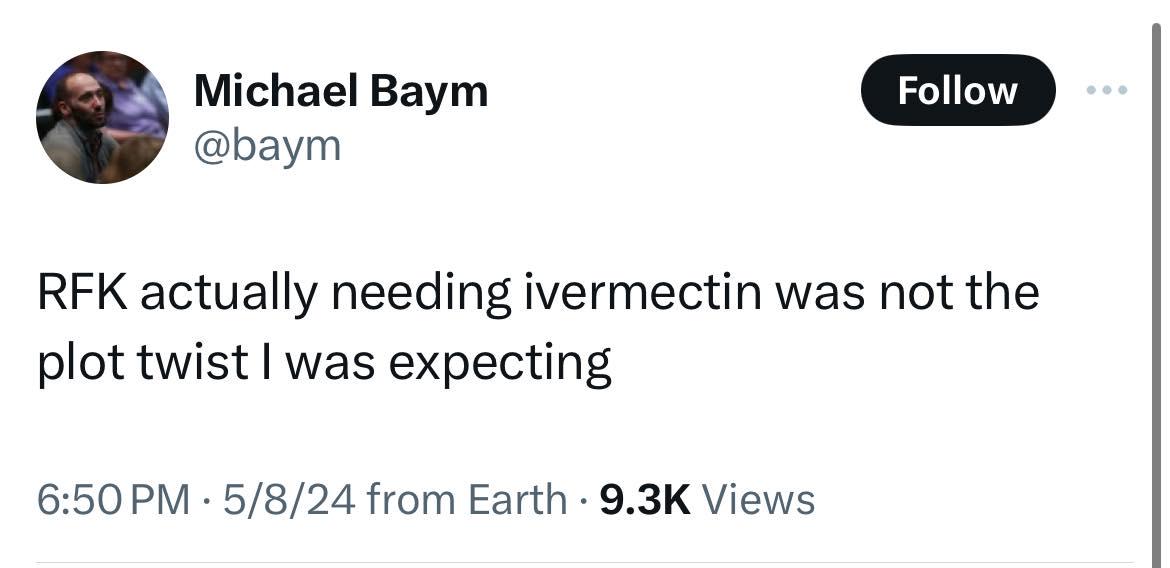 Michael Baym
@baym
Follow
RFK actually needing ivermectin was not the
plot twist I was expecting
6:50 PM · 5/8/24 from Earth · 9.3K Views